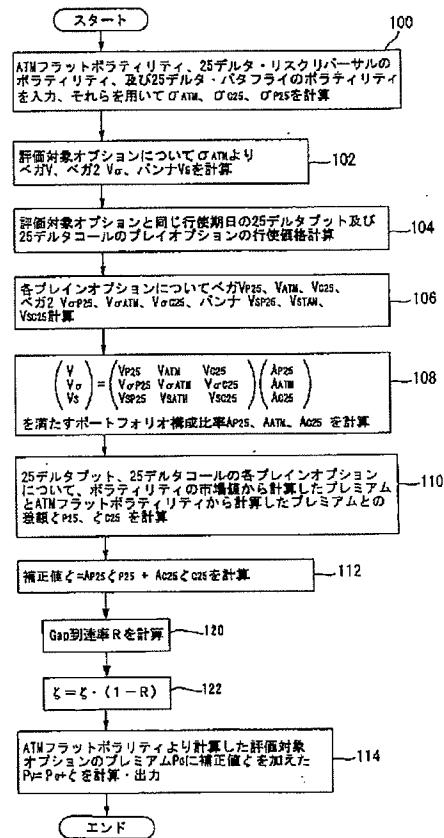 スタート
100
ATMフラットボラティリティ、25デルタ・リスクリバーサルの
ボラティリティ、及び25デルタ・バタフライのボラティリティ
を入力、それらを用いてσATM、σC25、σP25を計算
評価対象オプションについてσATMより
ベガV、ベガ2 Vσ、バンナVsを計算
102
評価対象オプションと同じ行使期日の25デルタプット及び
25デルタコールのプレイオプションの行使価格計算
104
各プレインオプションについてベガVP25、VATM、VC25、
ベガ2 VσP25、VσATM、VσC25、バンナ VSP25、VSTAM、
VSC25計算
106
V VP25 VATM VC25 AP25
Vσ = VσP25 VσATM VσC25 AATM
Vs VSP25 VSATM VSC25 AC25
を満たすポートフォリオ構成比率AP25、AATM、AC25 を計算
108
25デルタプット、25デルタコールの各プレインオプション
について、ボラティリティの市場値から計算したプレミアム
とATMフラットボラティリティから計算したプレミアムとの
差額ζP25、ζC25 を計算
110
補正値ζ=AP25ζP25 + AC25ζC25を計算
112
Gap到達率Rを計算
120
ζ=ζ・(1-R)
122
ATMフラットボラリティより計算した評価対象
オプションのプレミアムP0に補正値ζを加えた
Pv=P0+ζを計算・出力
114
エンド